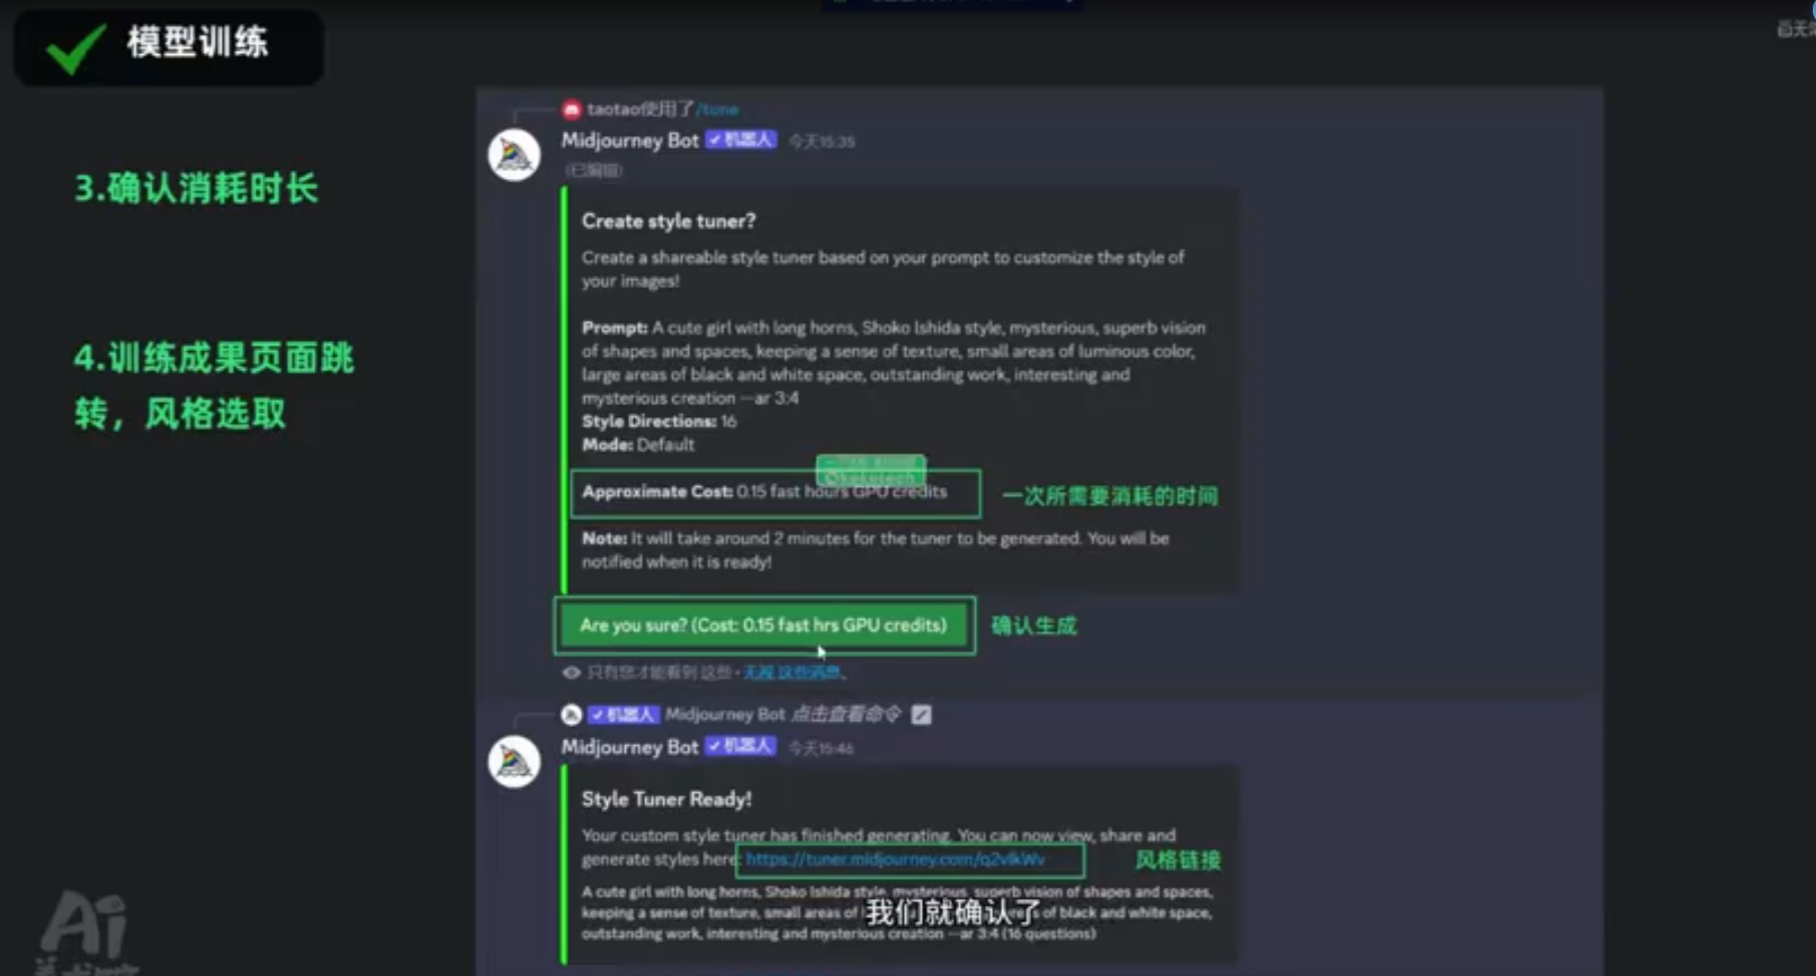 模型训练
3.确认消耗时长
4.训练成果页面跳
转，风格选取
taotao使用了/tune
Midjourney Bot ✓机器人 今天15:35
(已编辑)
Create style tuner?
Create a shareable style tuner based on your prompt to customize the style of
your images!
Prompt: A cute girl with long horns, Shoko Ishida style, mysterious, superb vision
of shapes and spaces, keeping a sense of texture, small areas of luminous color,
large areas of black and white space, outstanding work, interesting and
mysterious creation —ar 3:4
Style Directions: 16
Mode: Default
Approximate Cost: 0.15 fast hours GPU credits
一次所需要消耗的时间
Note: It will take around 2 minutes for the tuner to be generated. You will be
notified when it is ready!
Are you sure? (Cost: 0.15 fast hrs GPU credits)
确认生成
只有您才能看到这些·无视这些消息。
✓机器人 Midjourney Bot 点击查看命令
Midjourney Bot ✓机器人 今天15:46
Style Tuner Ready!
Your custom style tuner has finished generating. You can now view, share and
generate styles here: https://tuner.midjourney.com/q2vlkWv
风格链接
A cute girl with long horns, Shoko Ishida style, mysterious, superb vision of shapes and spaces,
keeping a sense of texture, small areas of black and white space,
outstanding work, interesting and mysterious creation —ar 3:4 (16 questions)
我们就确认了
Ai